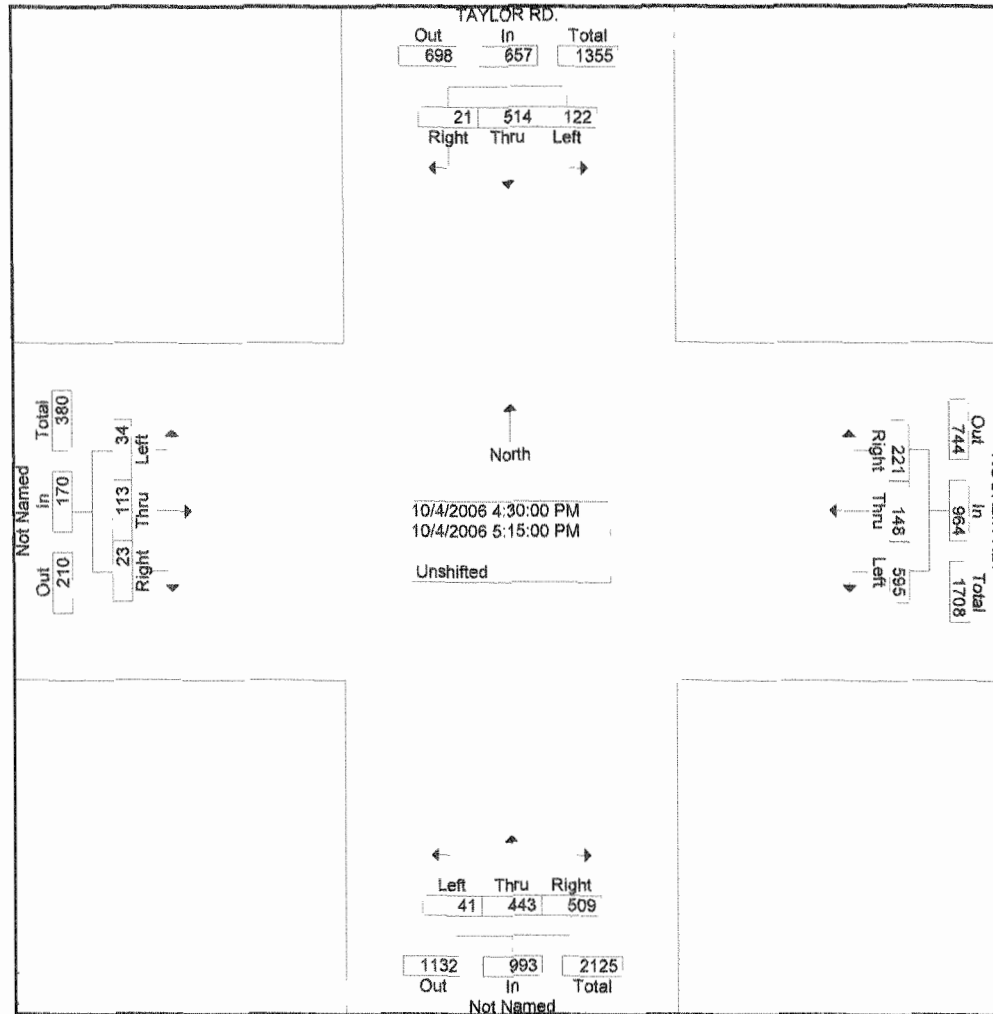 TAYLOR RD.
Out In Total
698 657 1355
21 514 122
Right Thru Left
North
10/4/2006 4:30:00 PM
10/4/2006 5:15:00 PM
Unshifted
Not Named
Out In Total
210 170 380
23 113 34
Right Thru Left
Right Thru Left
221 148 595
Out In Total
744 964 1708
Left Thru Right
41 443 509
1132 993 2125
Out In Total
Not Named